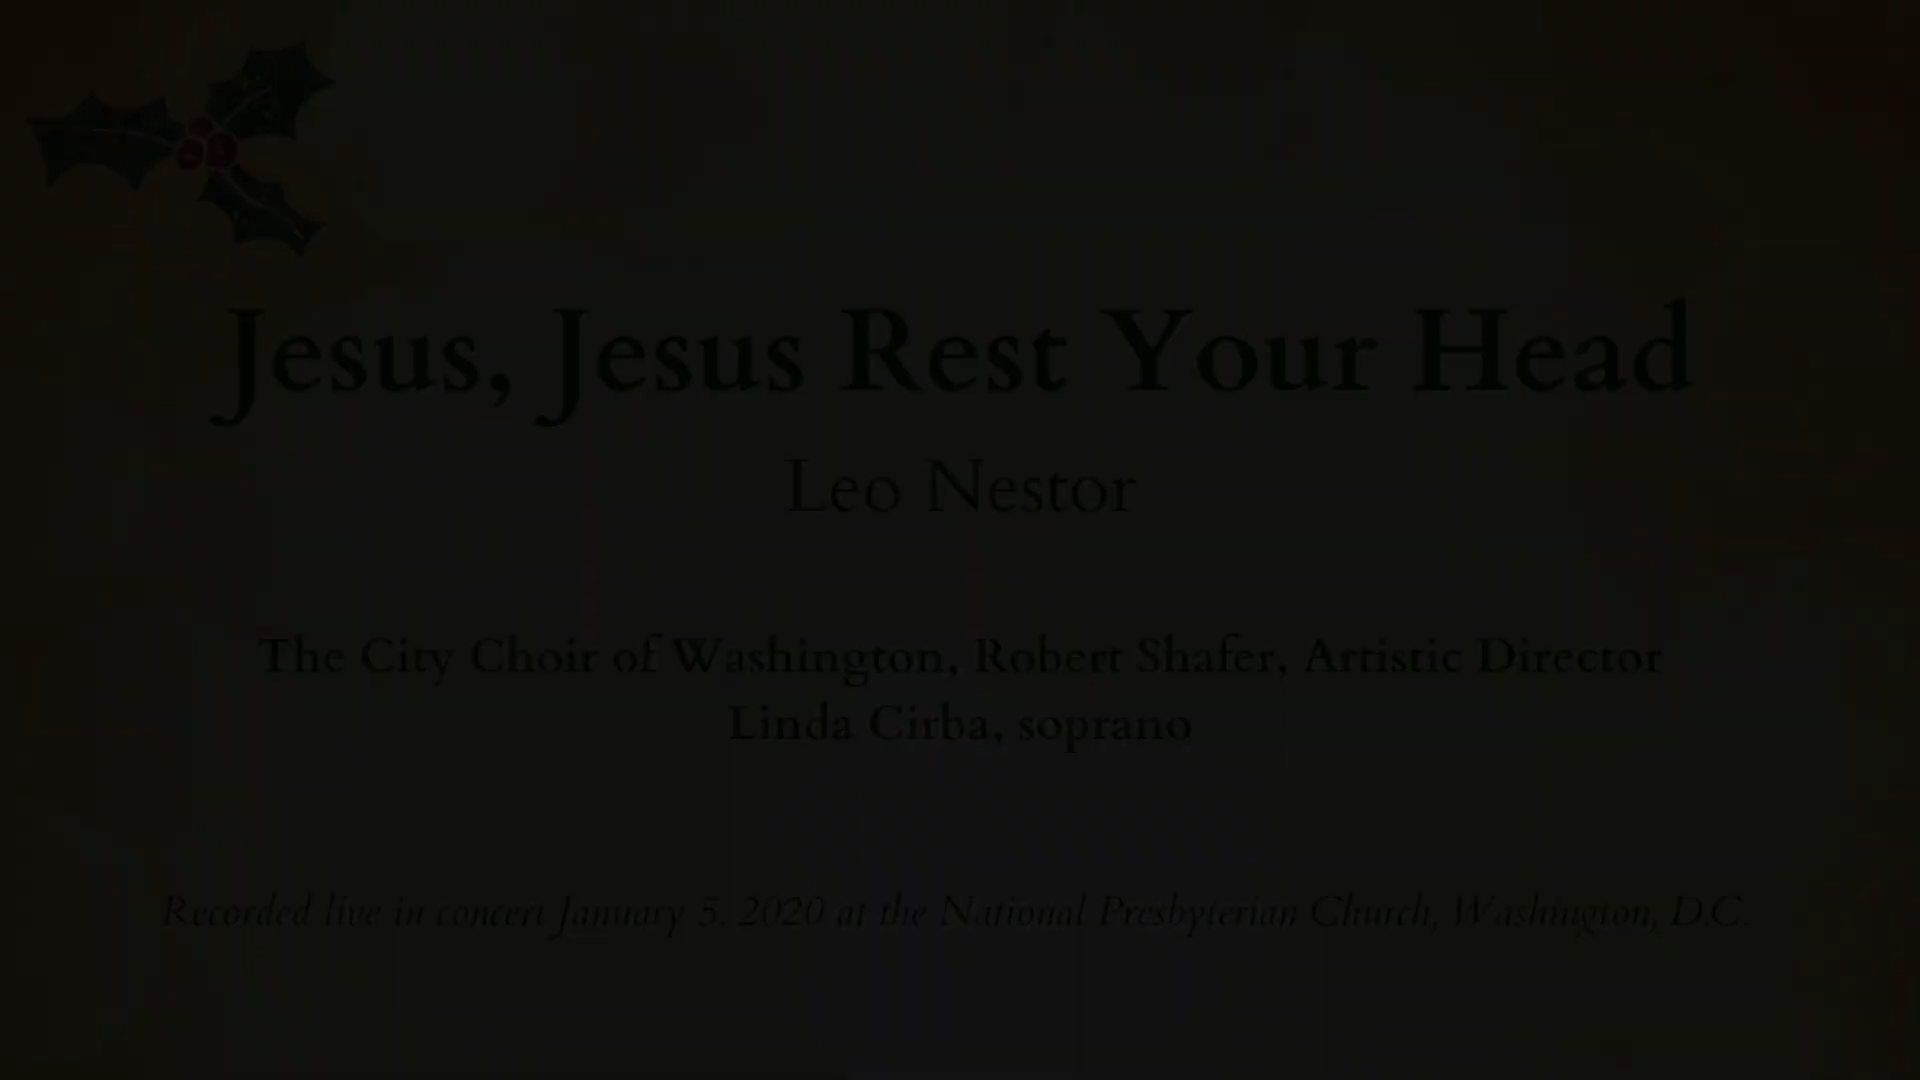 Jesus, Jesus Rest Your Head
Leo Nestor
The City Choir of Washington, Robert Shafer, Artistic Director
Linda Cirba, soprano
Recorded live in concert January 5, 2020 at the National Presbyterian Church, Washington, D.C.